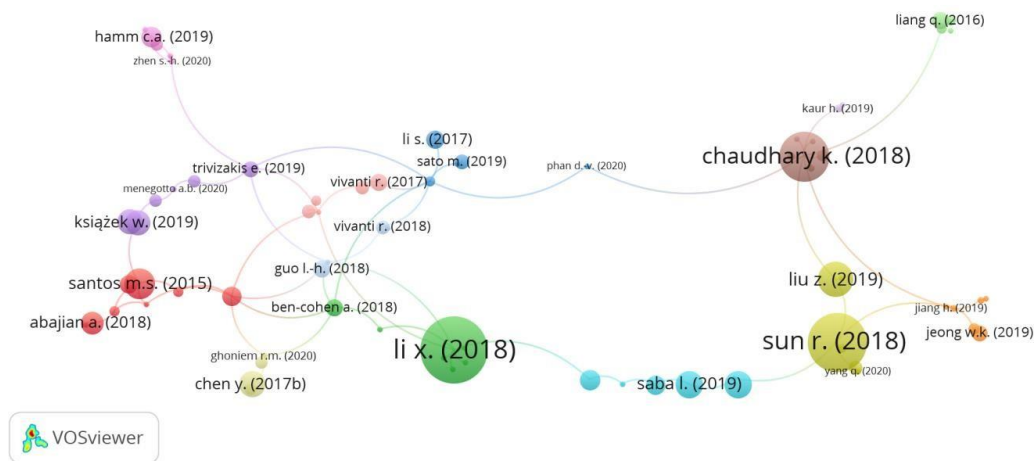 liang q. (2016)
hamm c.a. (2019)
zhen s.-h. (2020)
kaur h. (2019)
li s. (2017)
chaudhary k. (2018)
sato m. (2019)
trivizakis e. (2019)
phan d.-v. (2020)
vivanti r. (2017)
menegotto a.b. (2020)
książek w. (2019)
vivanti r. (2018)
guo l.-h. (2018)
santos m.s. (2015)
liu z. (2019)
ben-cohen a. (2018)
jiang h. (2019)
abajian a. (2018)
jeong w.k. (2019)
sun r. (2018)
li x. (2018)
ghoniem r.m. (2020)
yang q. (2020)
chen y. (2017b)
saba l. (2019)
VOSviewer